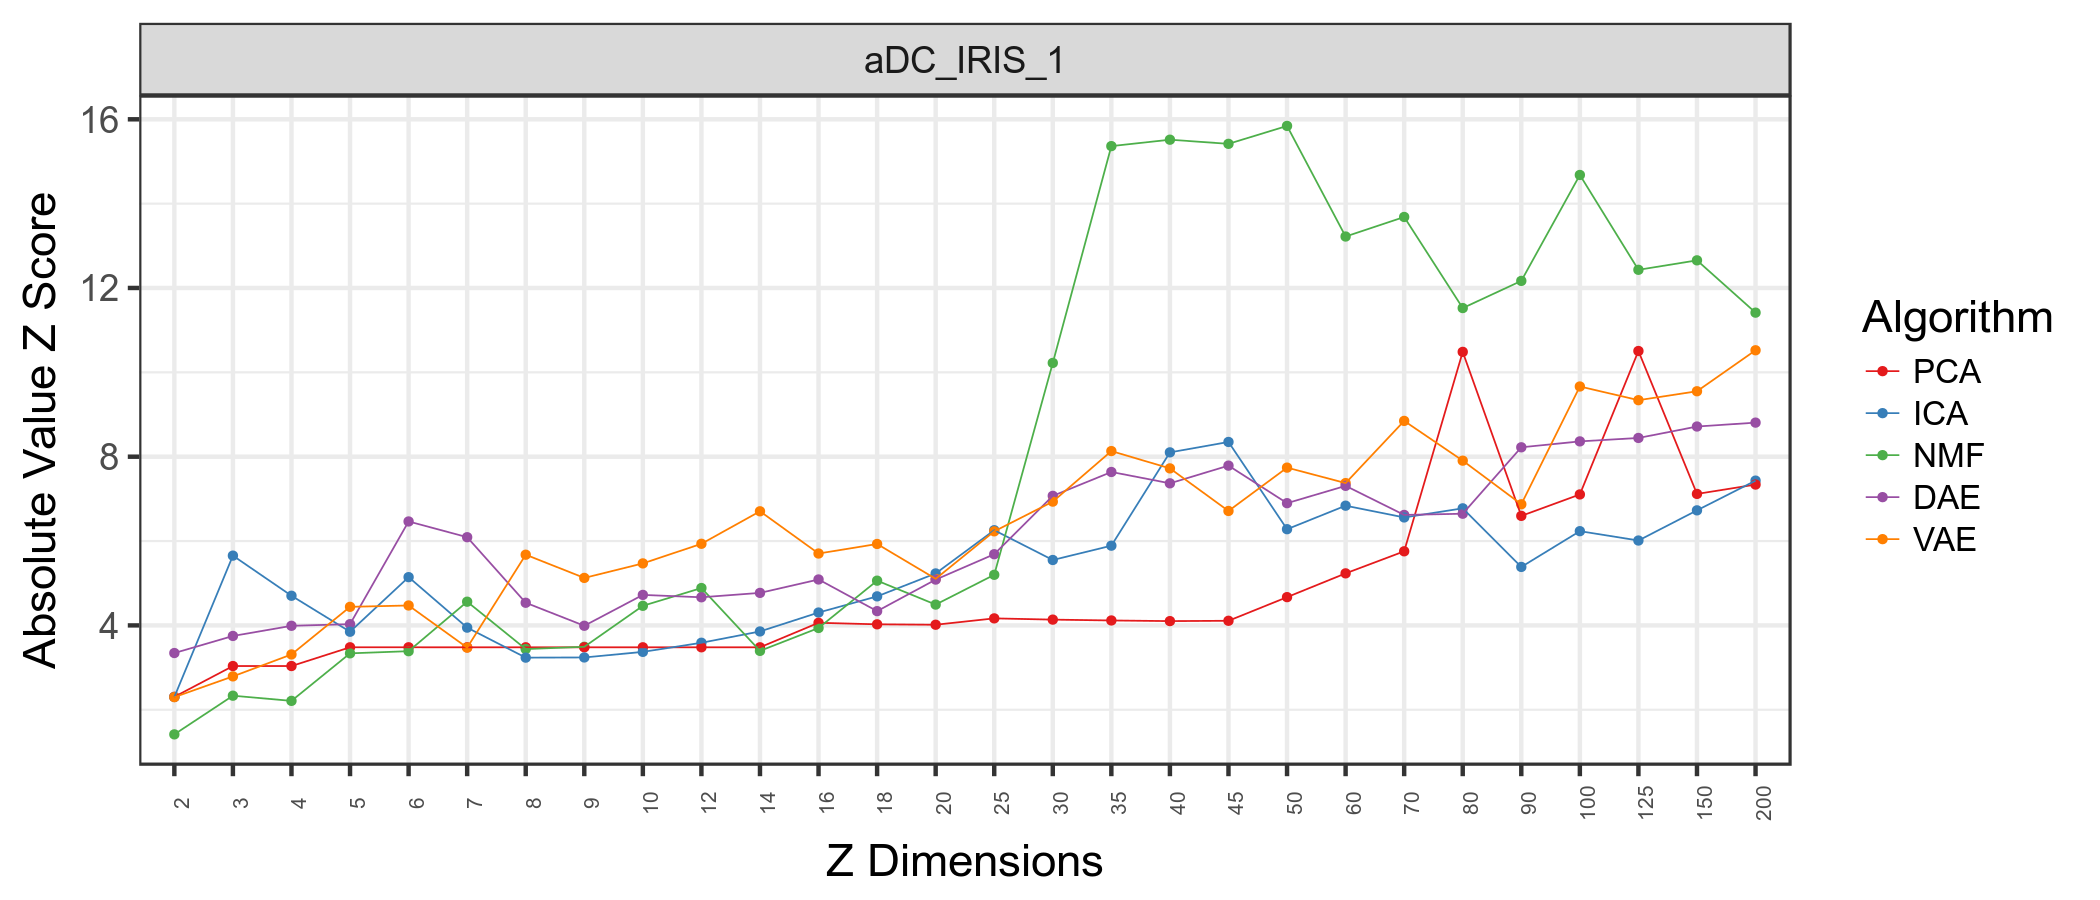 aDC_IRIS_1
16
12
8
4
Absolute Value Z Score
2 3 4 5 6 7 8 9 10 12 14 16 18 20 25 30 35 40 45 50 60 70 80 90 100 125 150 200
Z Dimensions
Algorithm
PCA
ICA
NMF
DAE
VAE